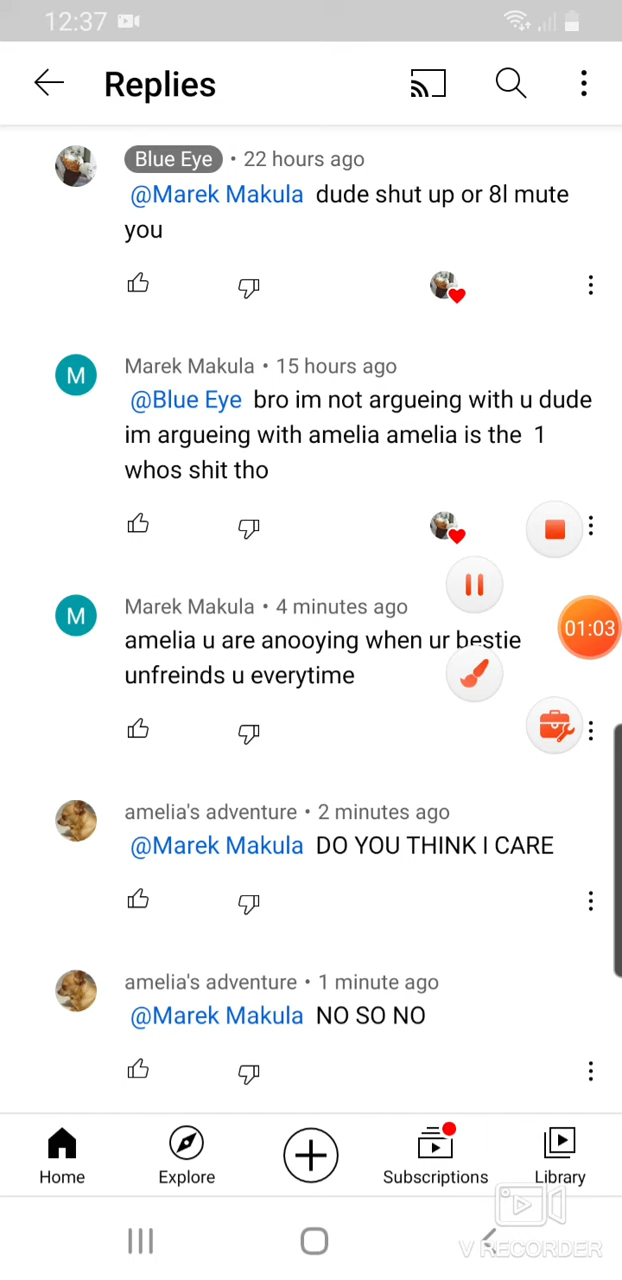 12:37
Replies
Blue Eye • 22 hours ago
@Marek Makula dude shut up or 8l mute
you
Marek Makula • 15 hours ago
M
@Blue Eye bro im not argueing with u dude
im argueing with amelia amelia is the 1
whos shit tho
Marek Makula • 4 minutes ago
M
amelia u are anooying when ur bestie
01:03
unfreinds u everytime
amelia's adventure • 2 minutes ago
@Marek Makula DO YOU THINK I CARE
amelia's adventure • 1 minute ago
@Marek Makula NO SO NO
Home Explore Subscriptions Library
V RECORDER